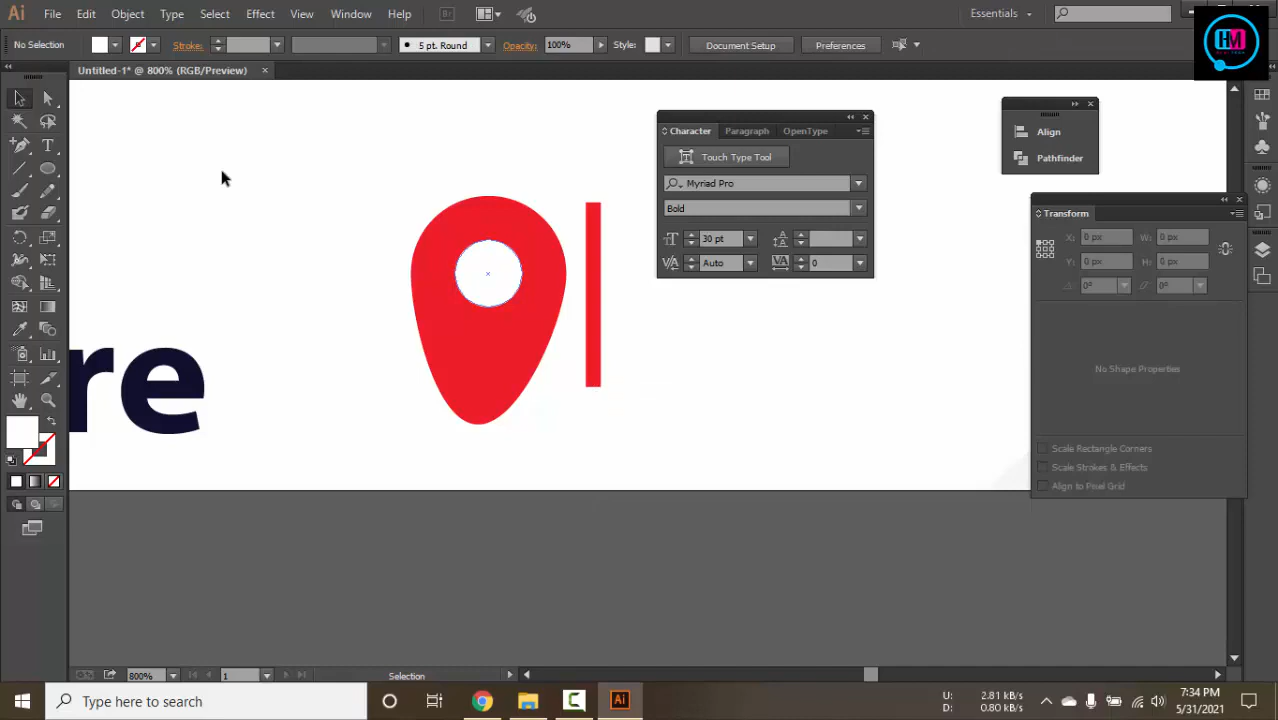 Ai File Edit Object Type Select Effect View Window Help Br Essentials
No Selection Stroke: 5 pt. Round Opacity: 100% Style: Document Setup Preferences
HM
Untitled-1* @ 800% (RGB/Preview) ×
Character Paragraph OpenType
Touch Type Tool
Myriad Pro
Bold
30 pt
Auto 0
Align
Pathfinder
Transform
X: 0 px W: 0 px
Y: 0 px H: 0 px
0° 0°
No Shape Properties
Scale Rectangle Corners
Scale Strokes & Effects
Align to Pixel Grid
re
800% 1 Selection
Type here to search
Ai
U: 2.81 kB/s
D: 0.80 kB/s
7:34 PM
5/31/2021